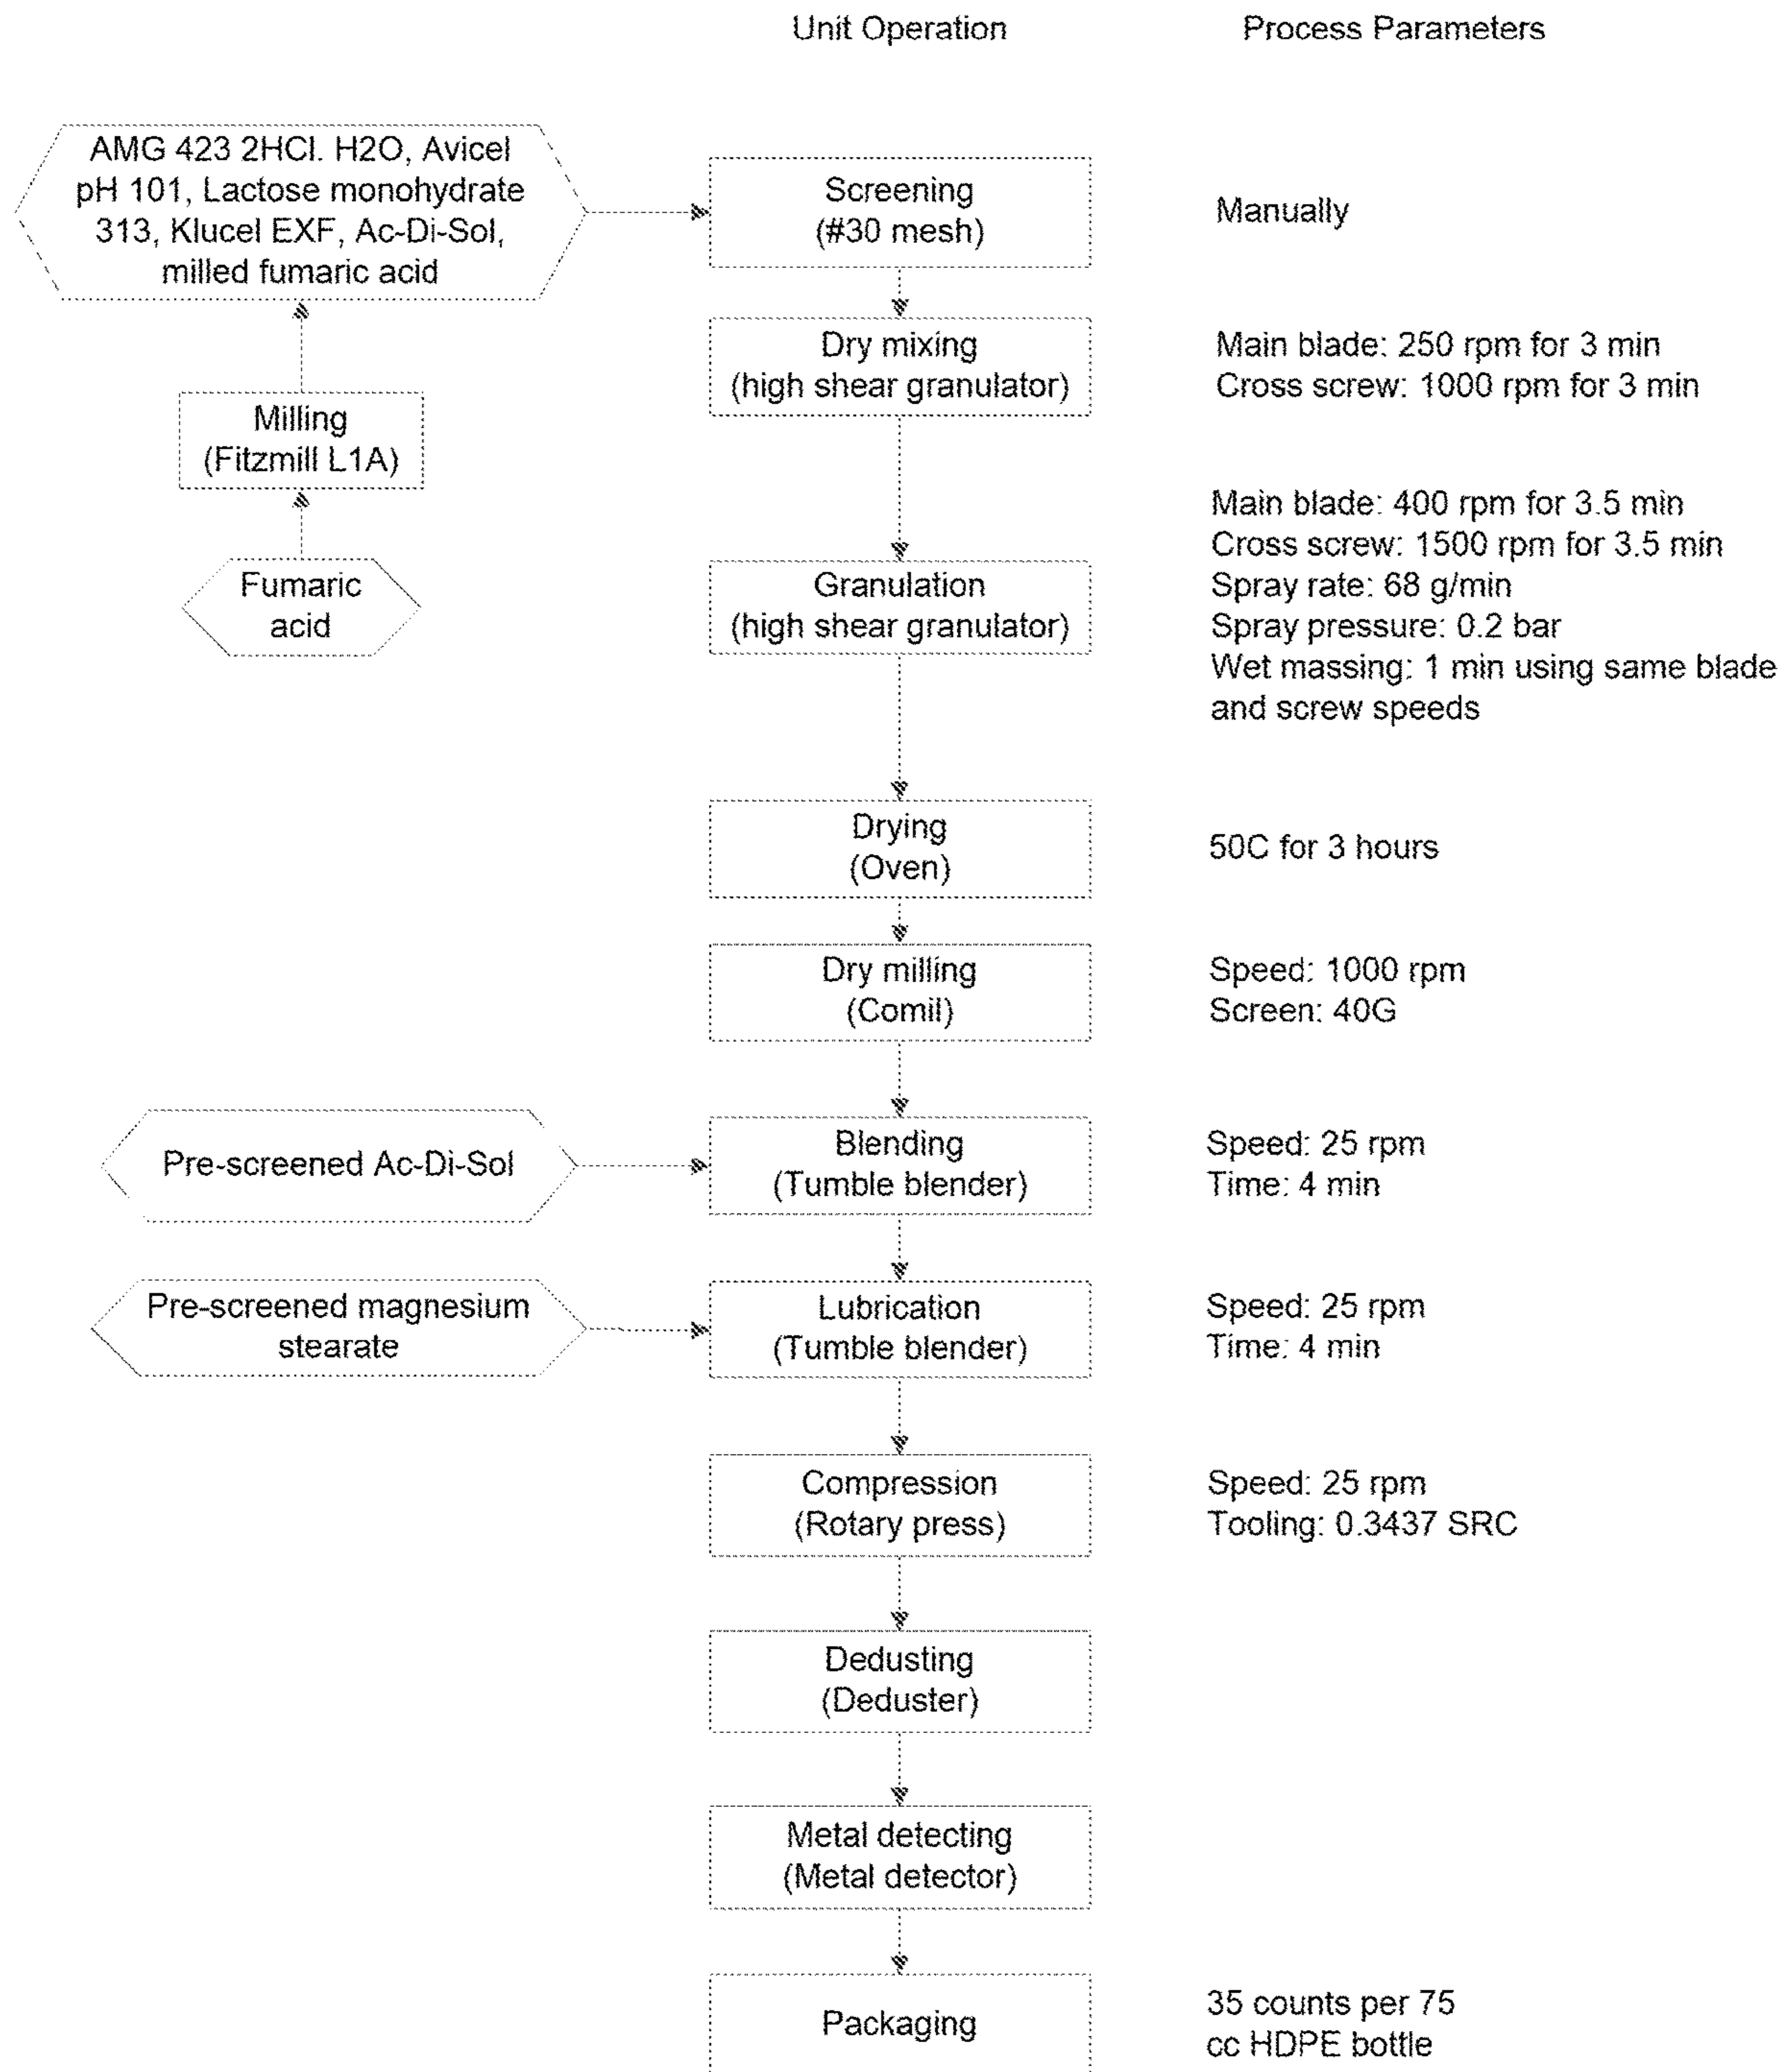 Unit Operation
Process Parameters
AMG 423 2HCl. H2O, Avicel
pH 101, Lactose monohydrate
313, Klucel EXF, Ac-Di-Sol,
milled fumaric acid
Screening
(#30 mesh)
Manually
Dry mixing
(high shear granulator)
Main blade: 250 rpm for 3 min
Cross screw: 1000 rpm for 3 min
Milling
(Fitzmill L1A)
Fumaric
acid
Granulation
(high shear granulator)
Main blade: 400 rpm for 3.5 min
Cross screw: 1500 rpm for 3.5 min
Spray rate: 68 g/min
Spray pressure: 0.2 bar
Wet massing: 1 min using same blade
and screw speeds
Drying
(Oven)
50C for 3 hours
Dry milling
(Comil)
Speed: 1000 rpm
Screen: 40G
Pre-screened Ac-Di-Sol
Blending
(Tumble blender)
Speed: 25 rpm
Time: 4 min
Pre-screened magnesium
stearate
Lubrication
(Tumble blender)
Speed: 25 rpm
Time: 4 min
Compression
(Rotary press)
Speed: 25 rpm
Tooling: 0.3437 SRC
Dedusting
(Deduster)
Metal detecting
(Metal detector)
Packaging
35 counts per 75
cc HDPE bottle